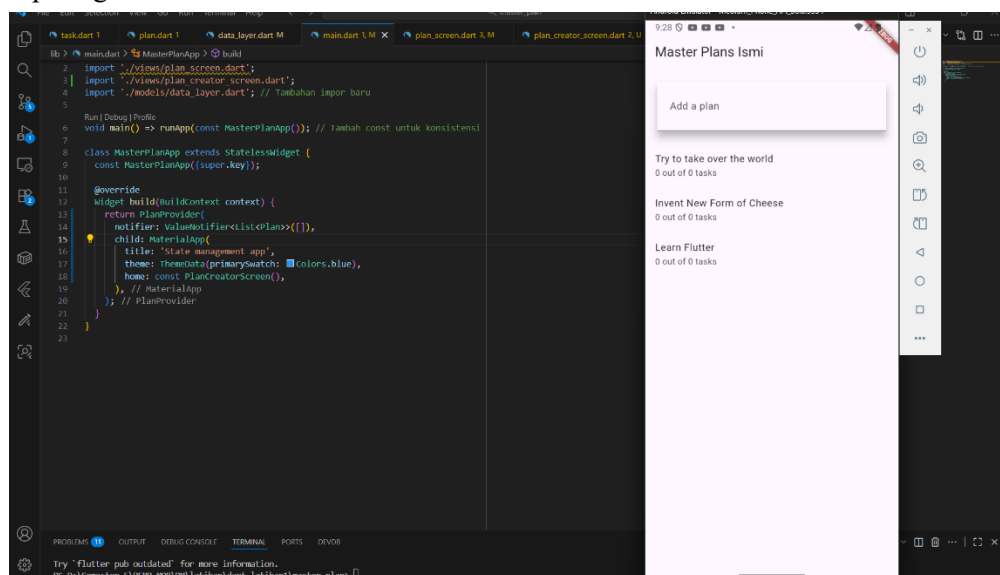 File Edit Selection View Go Run Terminal Help
task.dart 1
plan.dart 1
data_layer.dart M
main.dart 1, M
plan_screen.dart 3, M
plan_creator_screen.dart 2, U
lib > main.dart > MasterPlanApp > build
2 import './views/plan_screen.dart';
3 import './views/plan_creator_screen.dart';
4 import './models/data_layer.dart'; // Tambahan impor baru
5
Run | Debug | Profile
6 void main() => runApp(const MasterPlanApp()); // Tambah const untuk konsistensi
7
8 class MasterPlanApp extends StatelessWidget {
9 const MasterPlanApp({super.key});
10
11 @override
12 Widget build(BuildContext context) {
13 return PlanProvider(
14 notifier: ValueNotifier<List<Plan>>([]),
15 child: MaterialApp(
16 title: 'State management app',
17 theme: ThemeData(primarySwatch: Colors.blue),
18 home: const PlanCreatorScreen(),
19 ), // MaterialApp
20 ); // PlanProvider
21 }
22 }
23
PROBLEMS 11 OUTPUT DEBUG CONSOLE TERMINAL PORTS DEVDB
Try `flutter pub outdated` for more information.
9:28
Master Plans Ismi
Add a plan
Try to take over the world
0 out of 0 tasks
Invent New Form of Cheese
0 out of 0 tasks
Learn Flutter
0 out of 0 tasks